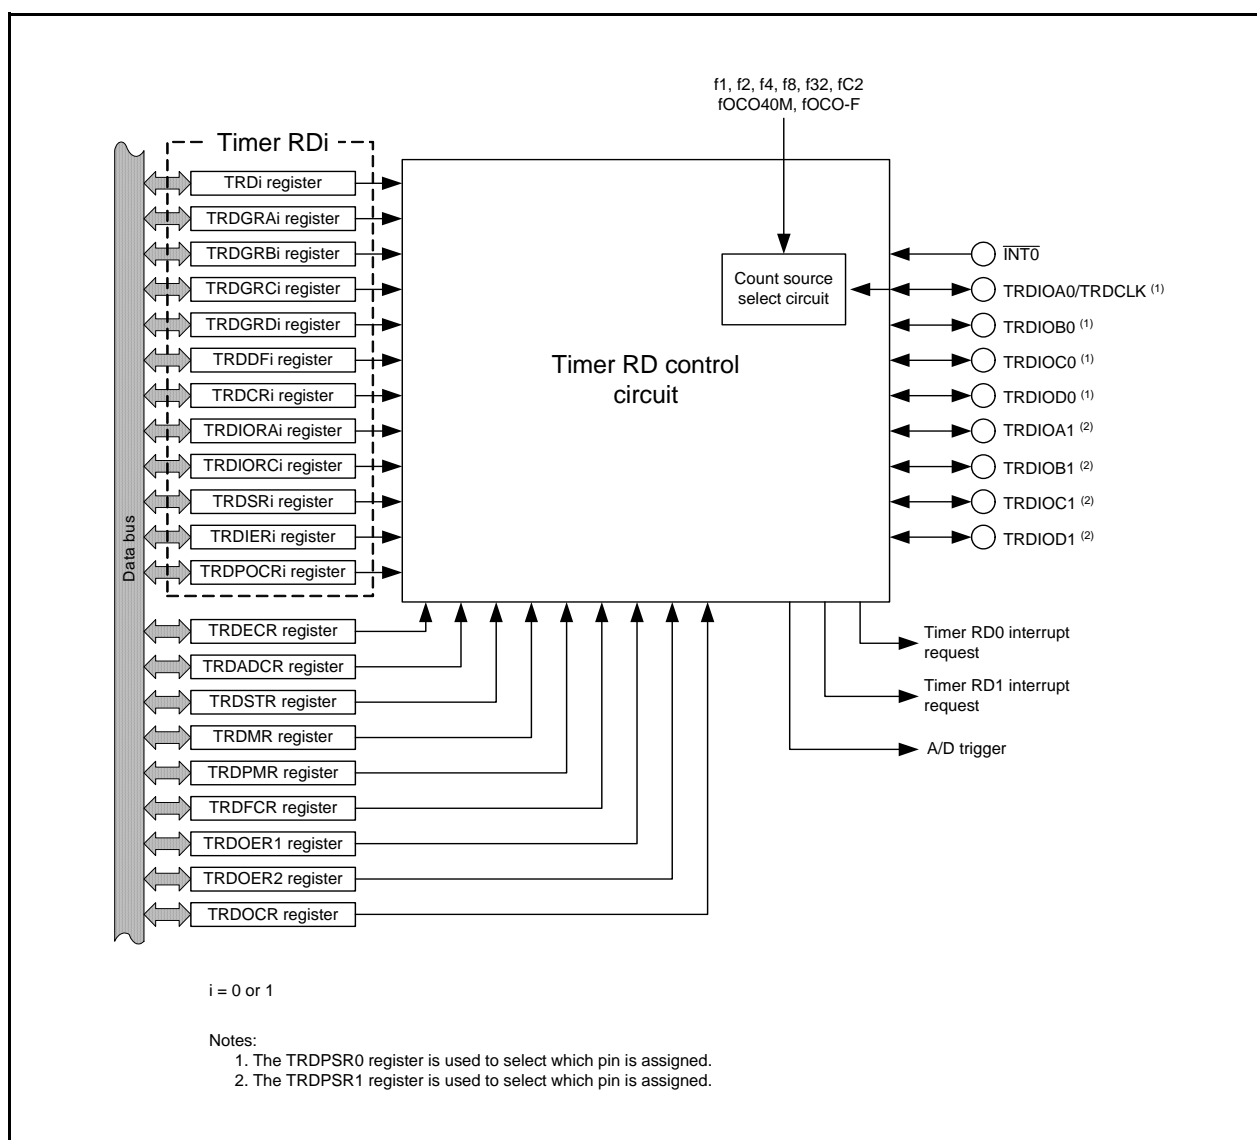 f1, f2, f4, f8, f32, fC2
fOCO40M, fOCO-F
Timer RDi
TRDi register
TRDGRAi register
TRDGRBi register
TRDGRCi register
TRDGRDi register
TRDDFi register
TRDCRi register
TRDIORAi register
TRDIORCi register
TRDSRi register
TRDIERi register
TRDPOCRi register
Data bus
Count source
select circuit
Timer RD control
circuit
INT0
TRDIOA0/TRDCLK (1)
TRDIOB0 (1)
TRDIOC0 (1)
TRDIOD0 (1)
TRDIOA1 (2)
TRDIOB1 (2)
TRDIOC1 (2)
TRDIOD1 (2)
TRDECR register
TRDADCR register
TRDSTR register
TRDMR register
TRDPMR register
TRDFCR register
TRDOER1 register
TRDOER2 register
TRDOCR register
Timer RD0 interrupt
request
Timer RD1 interrupt
request
A/D trigger
i = 0 or 1
Notes:
1. The TRDPSR0 register is used to select which pin is assigned.
2. The TRDPSR1 register is used to select which pin is assigned.